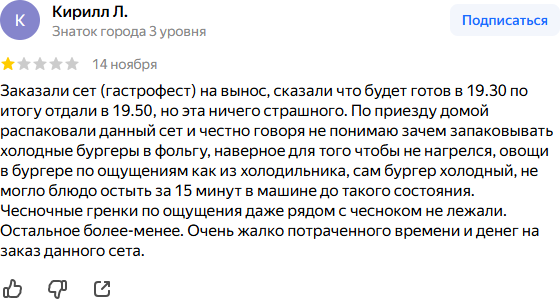 К
Кирилл Л.
Знаток города 3 уровня
Подписаться
14 ноября
Заказали сет (гастрофест) на вынос, сказали что будет готов в 19.30 по
итогу отдали в 19.50, но эта ничего страшного. По приезду домой
распаковали данный сет и честно говоря не понимаю зачем запаковывать
холодные бургеры в фольгу, наверное для того чтобы не нагрелся, овощи
в бургере по ощущениям как из холодильника, сам бургер холодный, не
могло блюдо остыть за 15 минут в машине до такого состояния.
Чесночные гренки по ощущения даже рядом с чесноком не лежали.
Остальное более-менее. Очень жалко потраченного времени и денег на
заказ данного сета.